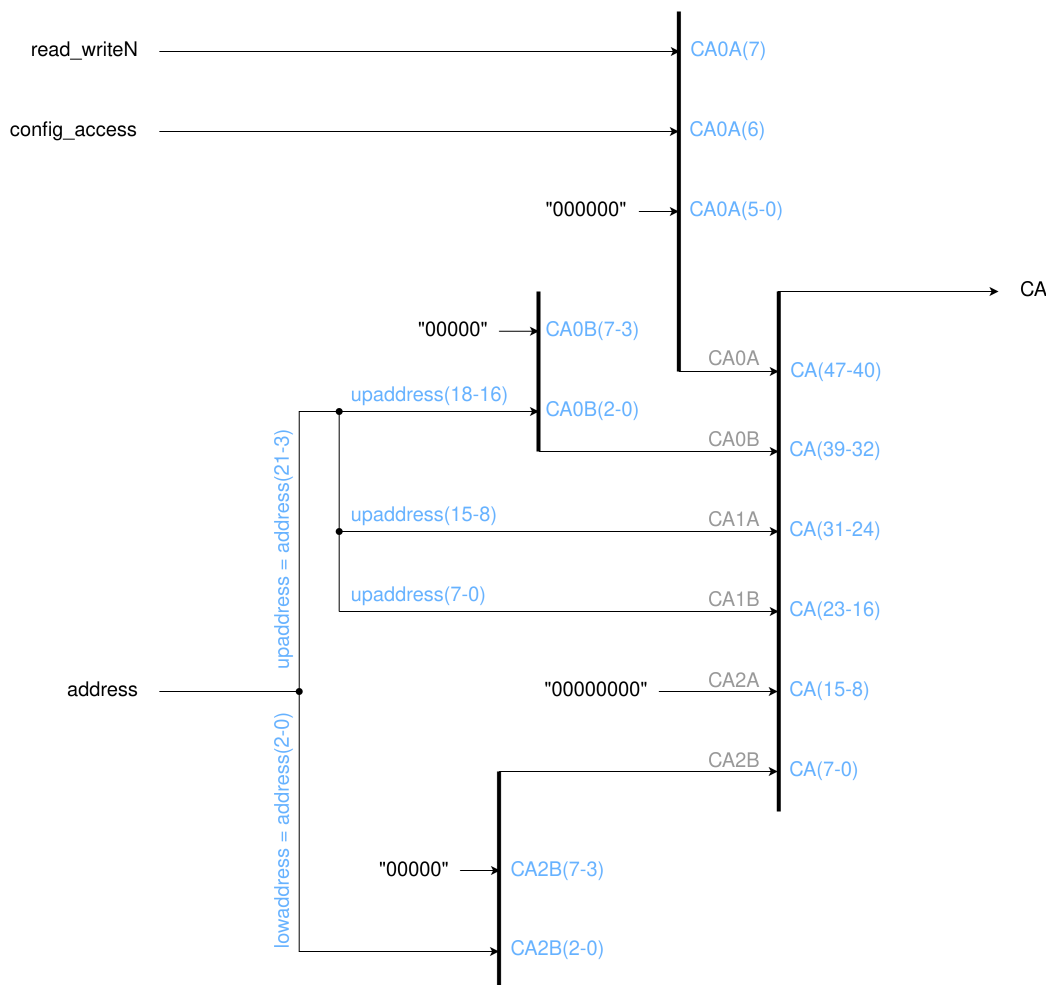 read_writeN
CA0A(7)
config_access
CA0A(6)
"000000"
CA0A(5-0)
CA
"00000"
CA0B(7-3)
CA0A
CA(47-40)
upaddress(18-16)
CA0B(2-0)
CA0B
CA(39-32)
upaddress = address(21-3)
upaddress(15-8)
CA1A
CA(31-24)
upaddress(7-0)
CA1B
CA(23-16)
address
"00000000"
CA2A
CA(15-8)
lowaddress = address(2-0)
CA2B
CA(7-0)
"00000"
CA2B(7-3)
CA2B(2-0)